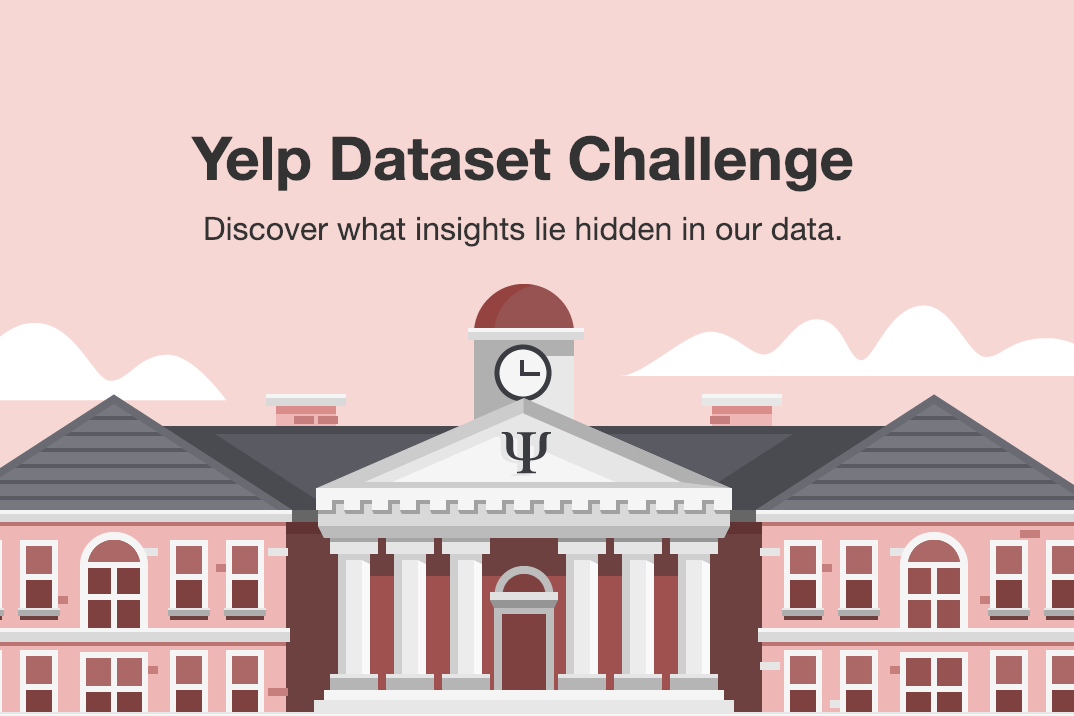 Yelp Dataset Challenge
Discover what insights lie hidden in our data.
Ψ